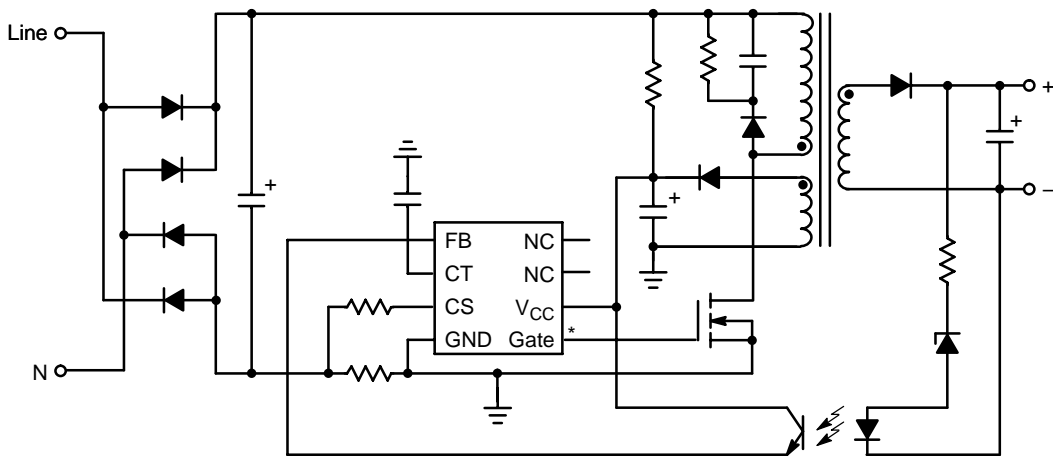 Line
N
FB
CT
CS
GND
NC
NC
VCC
Gate
*
+
+
+
+
−